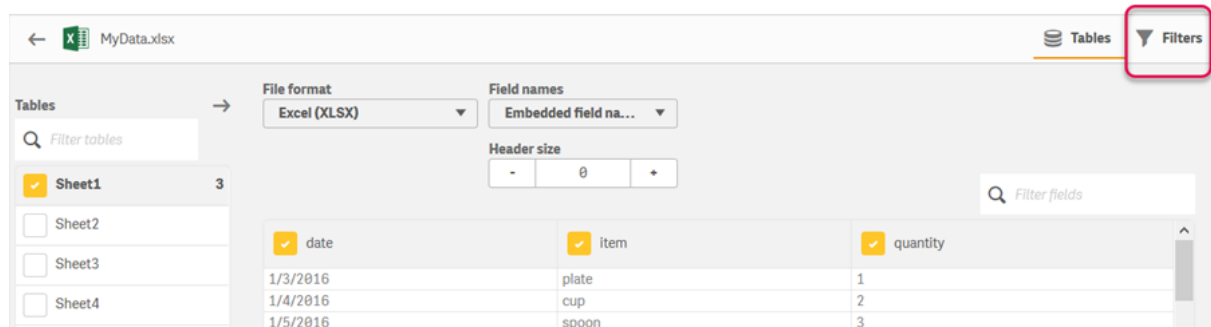 MyData.xlsx
Tables
Filters
Tables
Filter tables
Sheet1 3
Sheet2
Sheet3
Sheet4
File format
Excel (XLSX)
Field names
Embedded field na...
Header size
- 0 +
Filter fields
date item quantity
1/3/2016 plate 1
1/4/2016 cup 2
1/5/2016 spoon 3